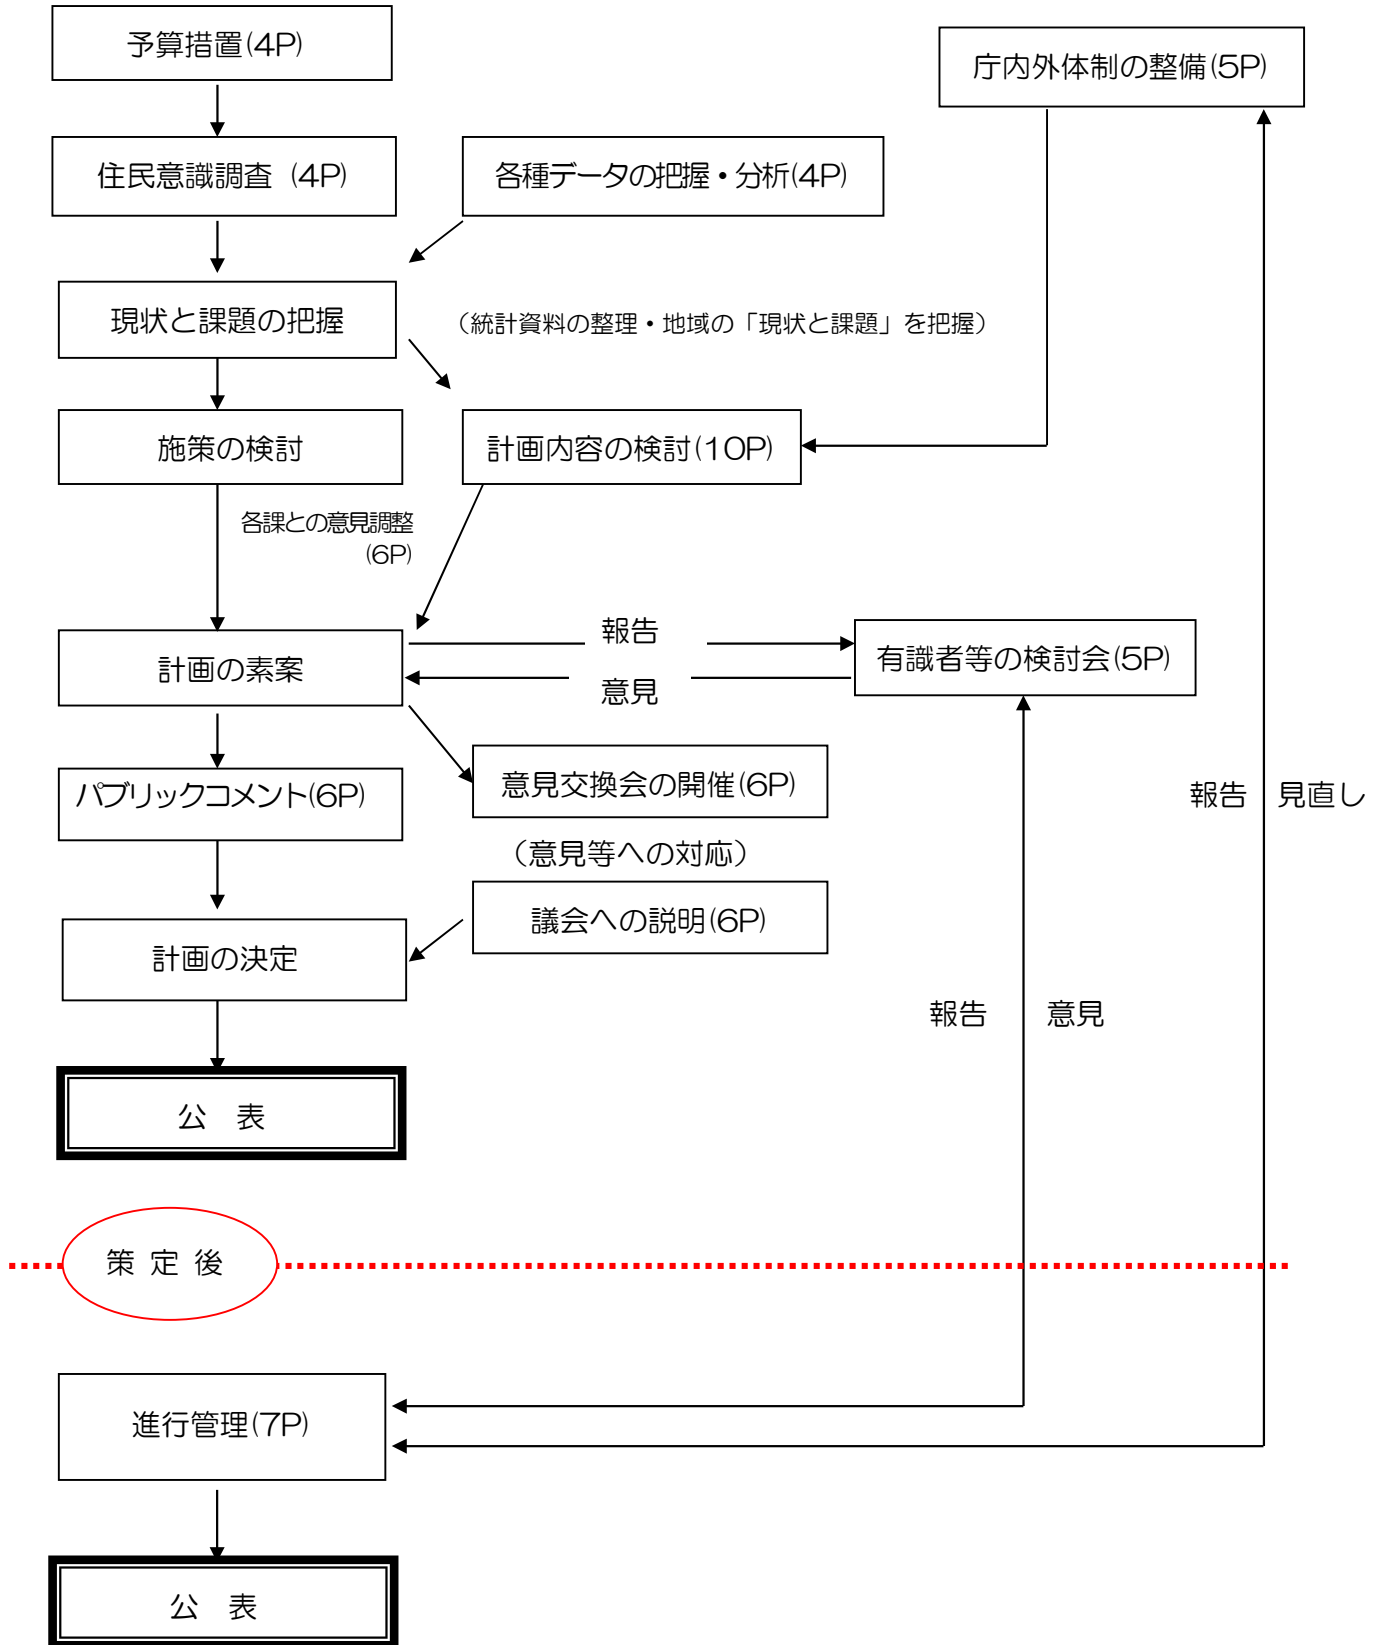 予算措置(4P)
庁内外体制の整備(5P)
住民意識調査 (4P)
各種データの把握・分析(4P)
現状と課題の把握
（統計資料の整理・地域の「現状と課題」を把握）
施策の検討
計画内容の検討(10P)
各課との意見調整
(6P)
報告
計画の素案
有識者等の検討会(5P)
意見
意見交換会の開催(6P)
パブリックコメント(6P)
報告 見直し
（意見等への対応）
議会への説明(6P)
計画の決定
報告 意見
公 表
策 定 後
進行管理(7P)
公 表